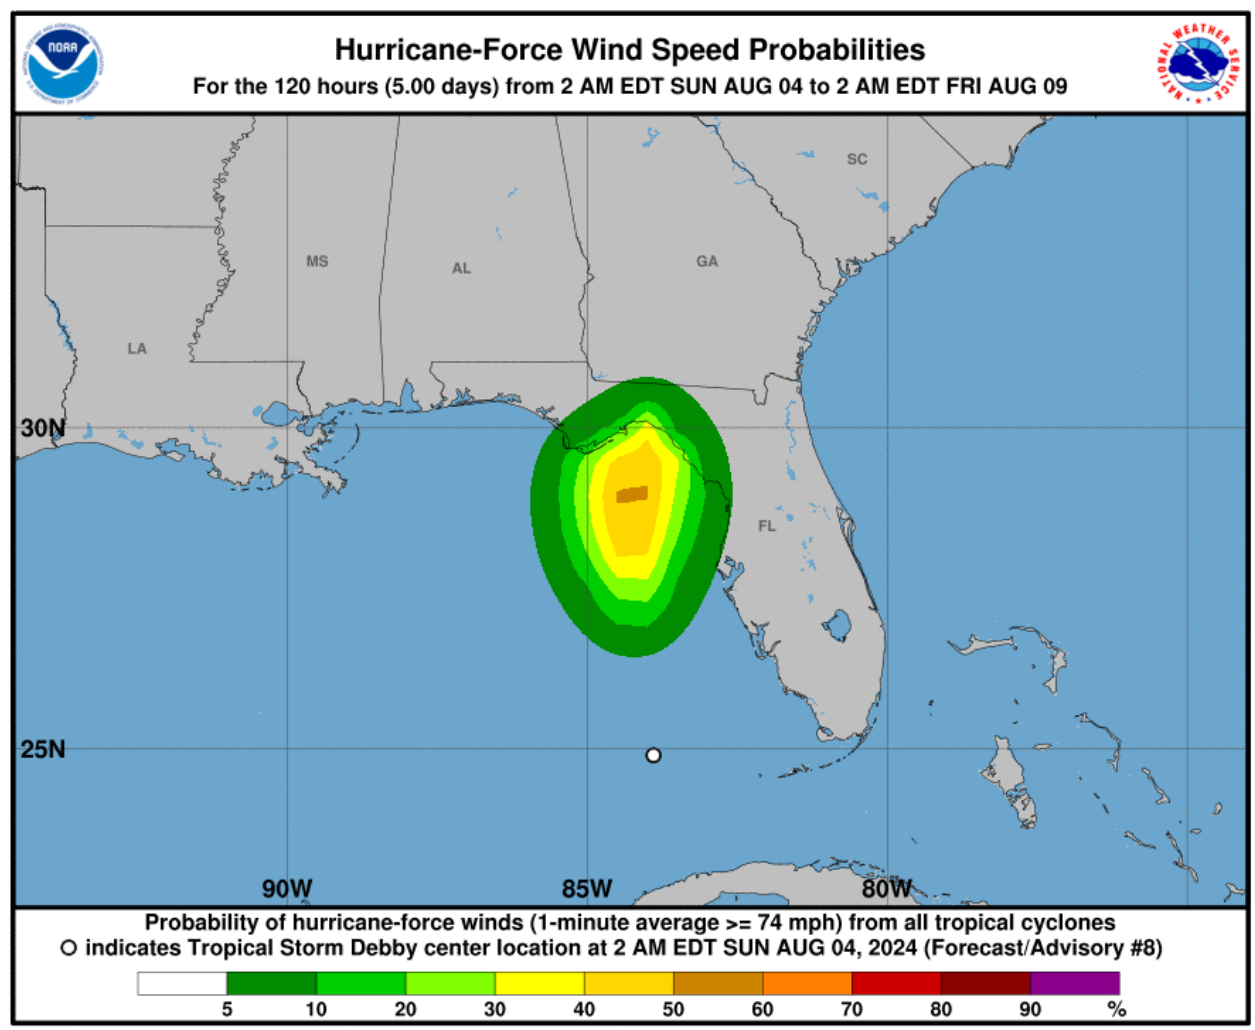 NOAA
NATIONAL WEATHER SERVICE
Hurricane-Force Wind Speed Probabilities
For the 120 hours (5.00 days) from 2 AM EDT SUN AUG 04 to 2 AM EDT FRI AUG 09
SC
MS
AL
GA
LA
30N
FL
25N
90W 85W 80W
Probability of hurricane-force winds (1-minute average >= 74 mph) from all tropical cyclones
indicates Tropical Storm Debby center location at 2 AM EDT SUN AUG 04, 2024 (Forecast/Advisory #8)
5 10 20 30 40 50 60 70 80 90 %